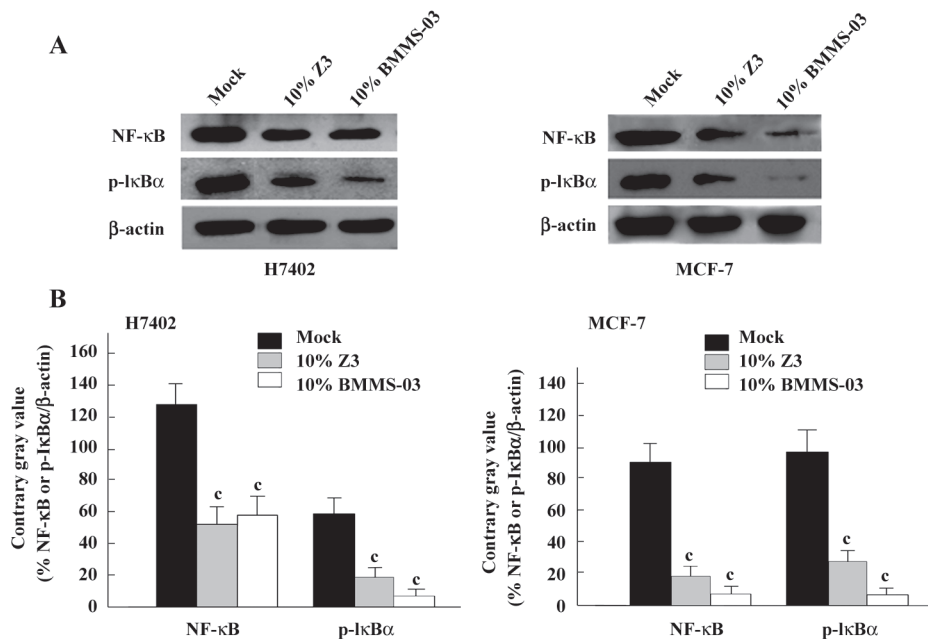 A
Mock
10% Z3
10% BMMS-03
NF-κB
p-IκBα
β-actin
H7402
Mock
10% Z3
10% BMMS-03
NF-κB
p-IκBα
β-actin
MCF-7
B
H7402
Mock
10% Z3
10% BMMS-03
Contrary gray value
(% NF-κB or p-IκBα/β-actin)
160
140
120
100
80
60
40
20
0
c
c
c
c
NF-κB
p-IκBα
MCF-7
Mock
10% Z3
10% BMMS-03
Contrary gray value
(% NF-κB or p-IκBα/β-actin)
140
120
100
80
60
40
20
0
c
c
c
c
NF-κB
p-IκBα